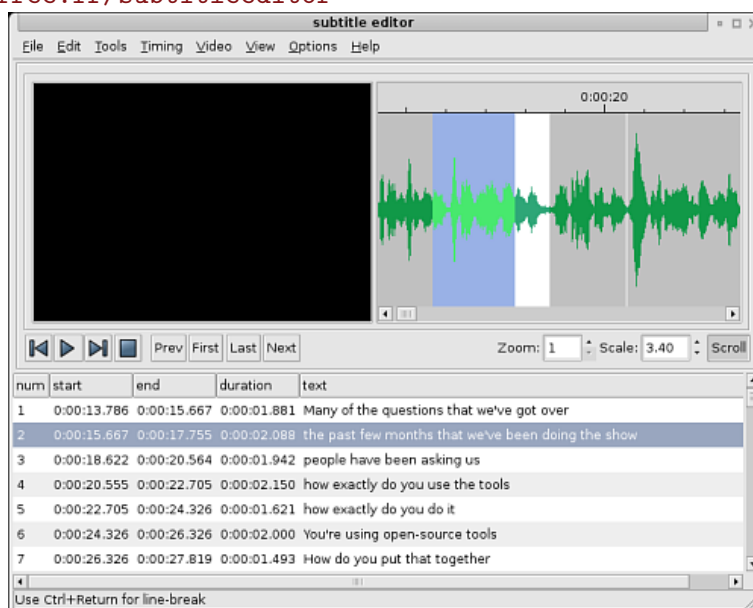 subtitle editor
File Edit Tools Timing Video View Options Help
0:00:20
Prev First Last Next Zoom: 1 Scale: 3.40 Scroll
num start end duration text
1 0:00:13.786 0:00:15.667 0:00:01.881 Many of the questions that we've got over
2 0:00:15.667 0:00:17.755 0:00:02.088 the past few months that we've been doing the show
3 0:00:18.622 0:00:20.564 0:00:01.942 people have been asking us
4 0:00:20.555 0:00:22.705 0:00:02.150 how exactly do you use the tools
5 0:00:22.705 0:00:24.326 0:00:01.621 how exactly do you do it
6 0:00:24.326 0:00:26.326 0:00:02.000 You're using open-source tools
7 0:00:26.326 0:00:27.819 0:00:01.493 How do you put that together
Use Ctrl+Return for line-break